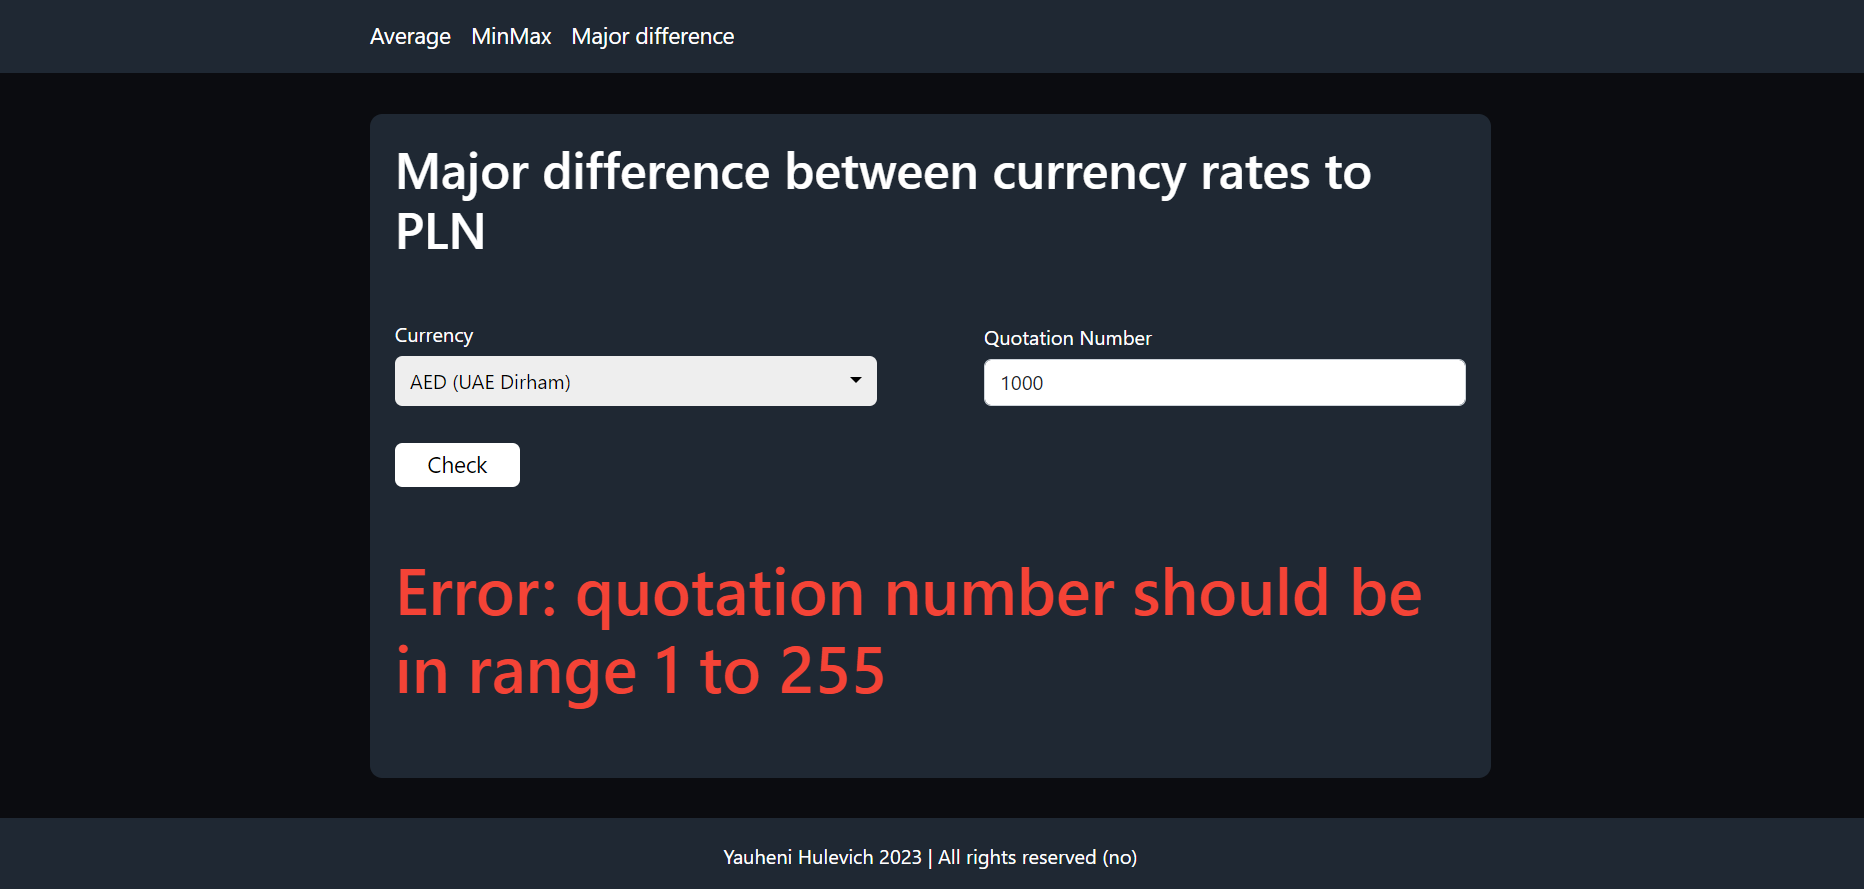 Average MinMax Major difference
Major difference between currency rates to
PLN
Currency
AED (UAE Dirham)
Quotation Number
1000
Check
Error: quotation number should be
in range 1 to 255
Yauheni Hulevich 2023 | All rights reserved (no)